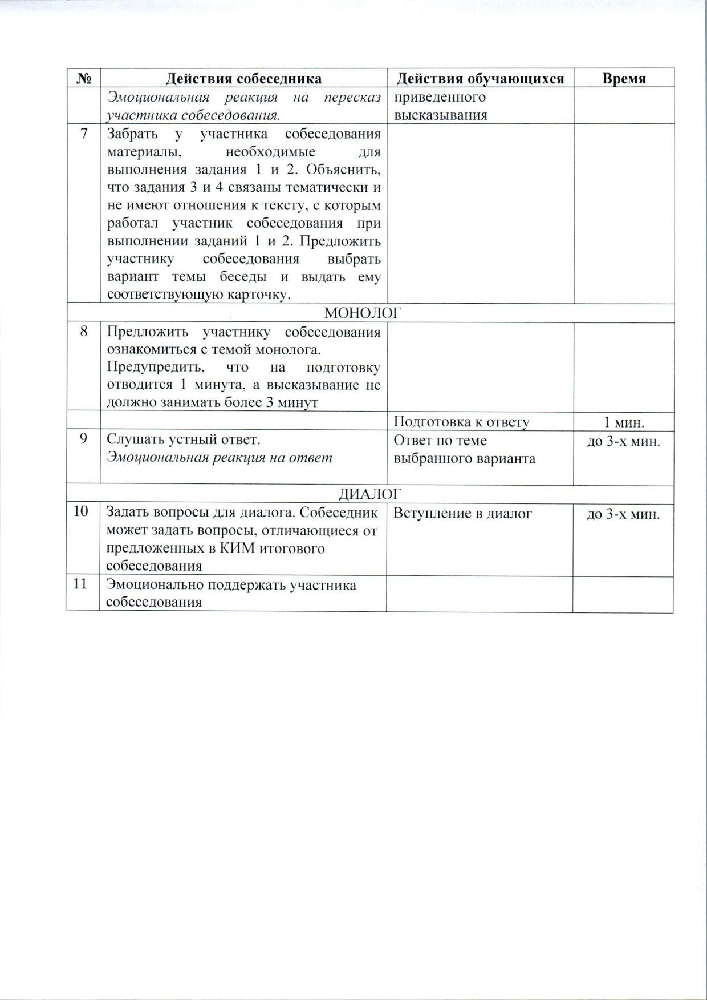 № Действия собеседника Действия обучающихся Время
Эмоциональная реакция на пересказ приведенного
участника собеседования. высказывания
7 Забрать у участника собеседования
материалы, необходимые для
выполнения задания 1 и 2. Объяснить,
что задания 3 и 4 связаны тематически и
не имеют отношения к тексту, с которым
работал участник собеседования при
выполнении заданий 1 и 2. Предложить
участнику собеседования выбрать
вариант темы беседы и выдать ему
соответствующую карточку.
МОНОЛОГ
8 Предложить участнику собеседования
ознакомиться с темой монолога.
Предупредить, что на подготовку
отводится 1 минута, а высказывание не
должно занимать более 3 минут
Подготовка к ответу 1 мин.
9 Слушать устный ответ. Ответ по теме до 3-х мин.
Эмоциональная реакция на ответ выбранного варианта
ДИАЛОГ
10 Задать вопросы для диалога. Собеседник Вступление в диалог до 3-х мин.
может задать вопросы, отличающиеся от
предложенных в КИМ итогового
собеседования
11 Эмоционально поддержать участника
собеседования